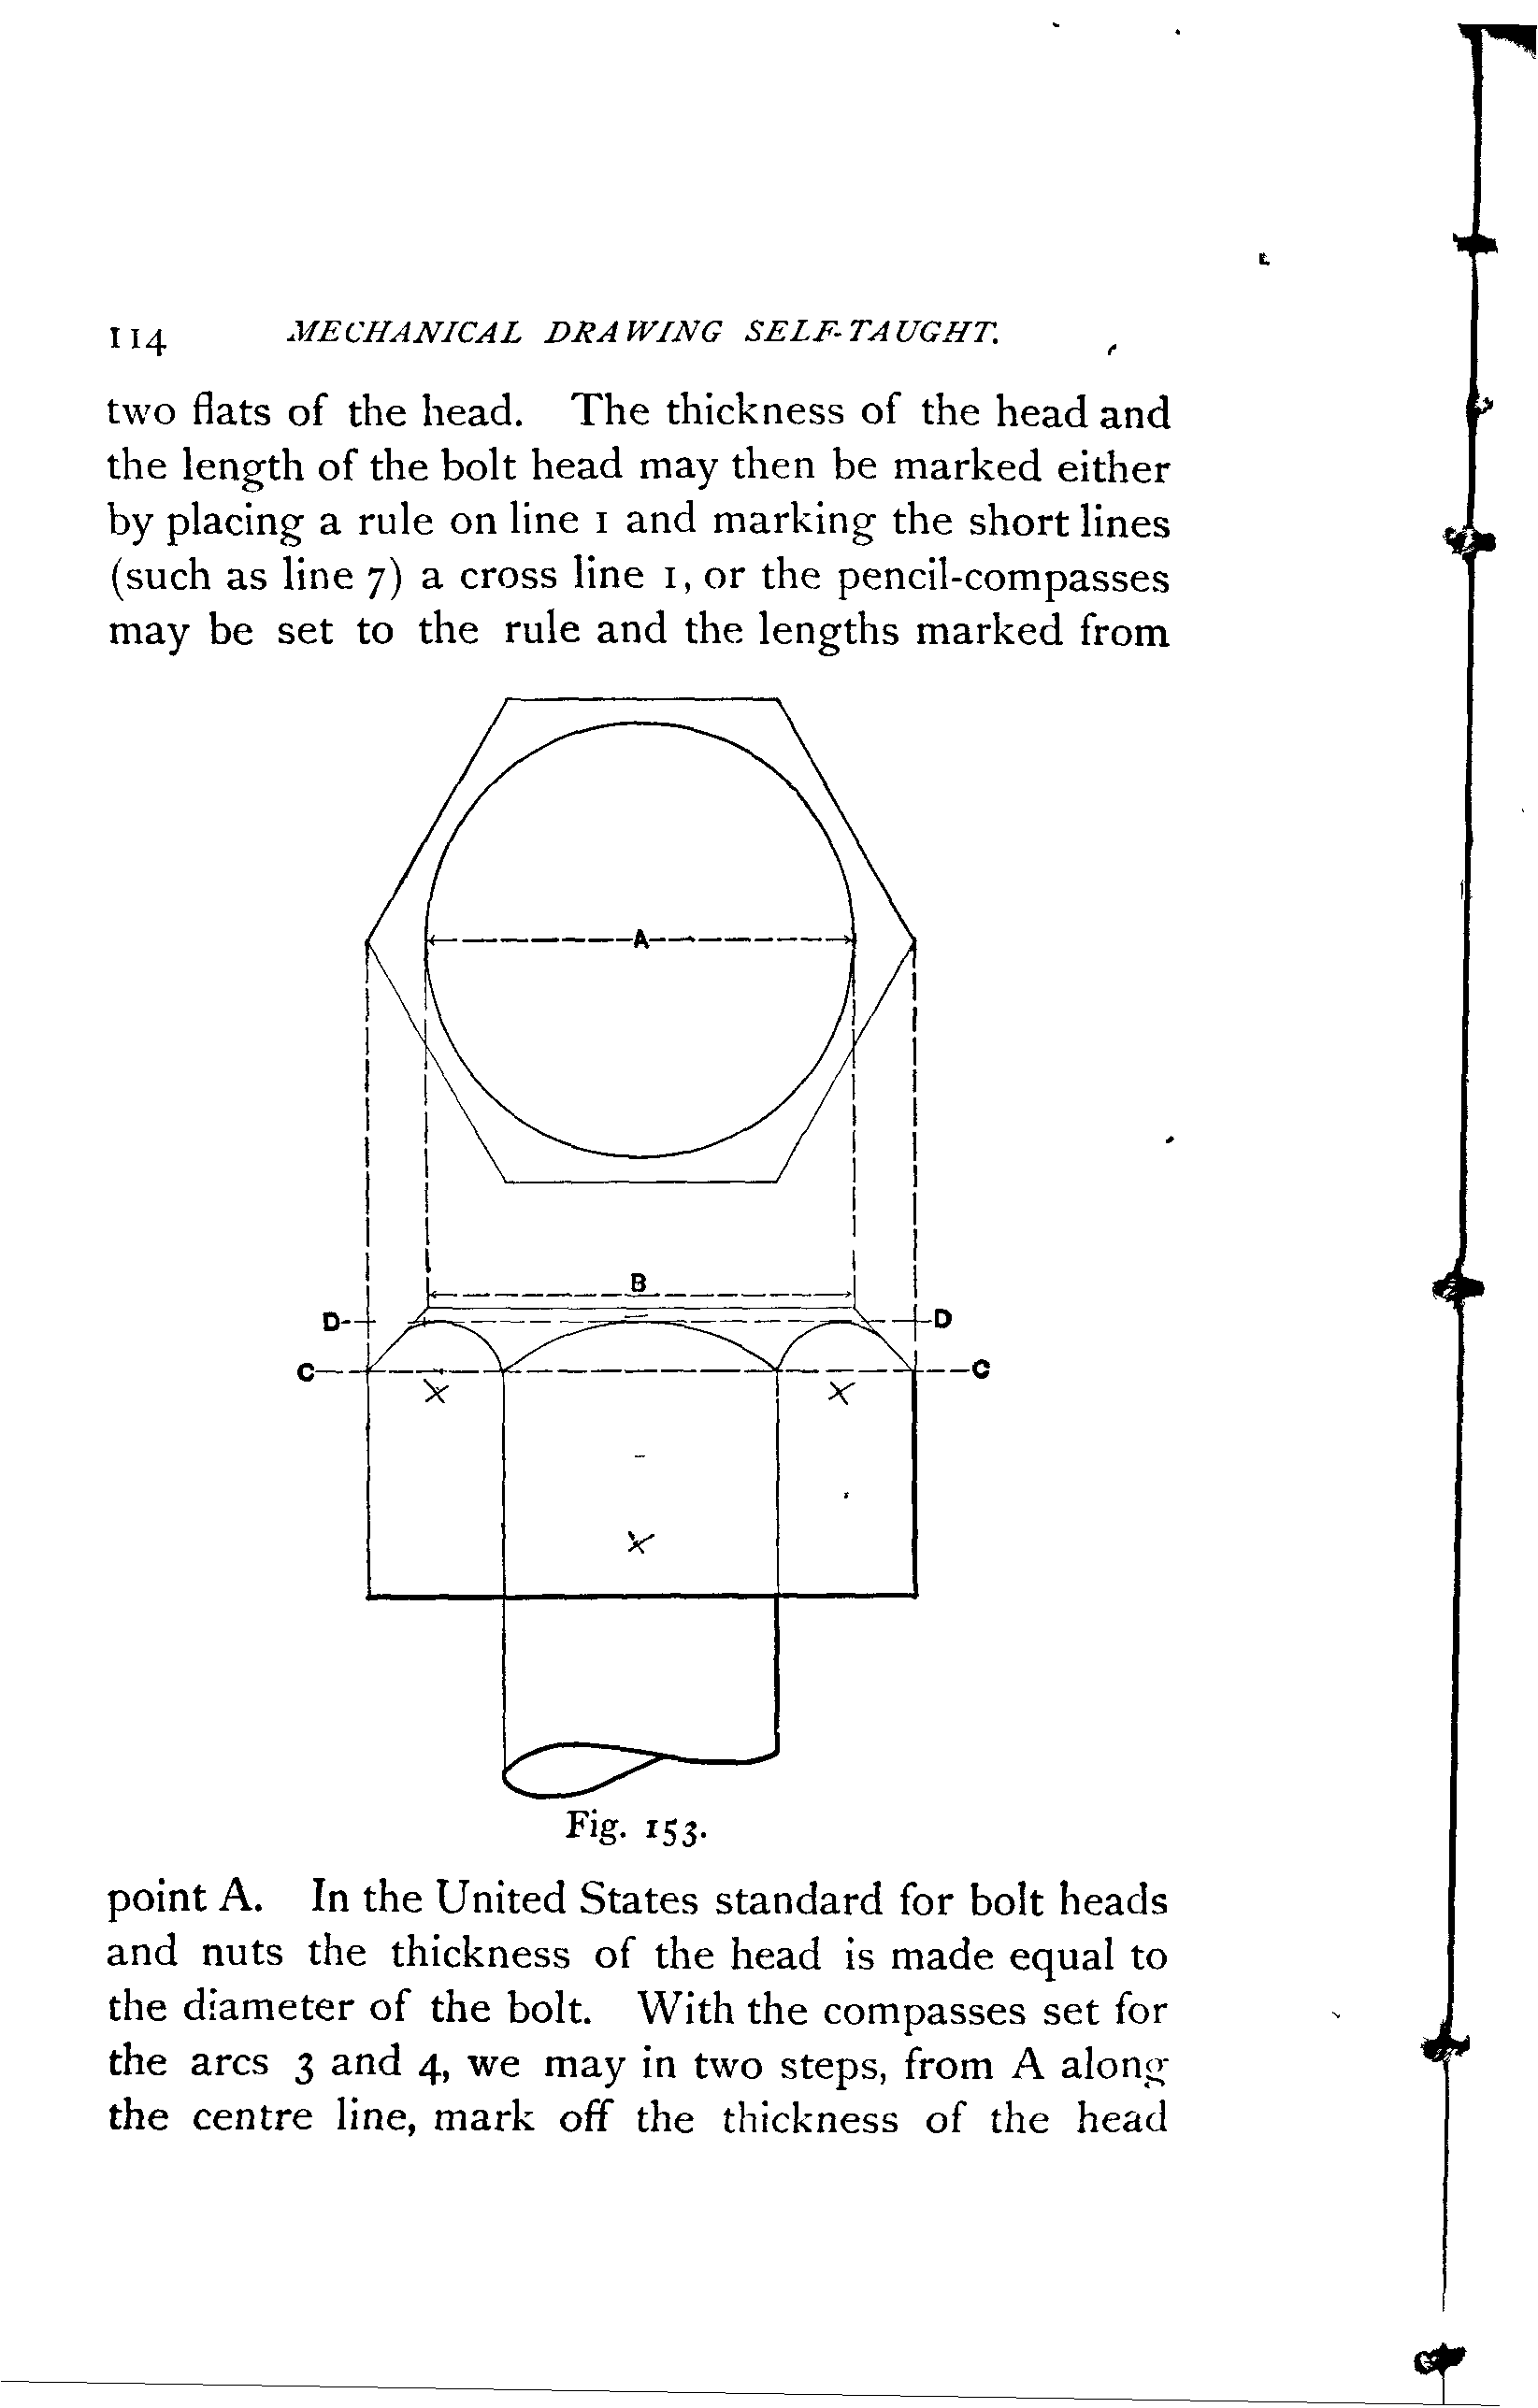 114 MECHANICAL DRAWING SELF-TAUGHT.
two flats of the head. The thickness of the head and
the length of the bolt head may then be marked either
by placing a rule on line 1 and marking the short lines
(such as line 7) a cross line 1, or the pencil-compasses
may be set to the rule and the lengths marked from
A
B
D D
C C
Fig. 153.
point A. In the United States standard for bolt heads
and nuts the thickness of the head is made equal to
the diameter of the bolt. With the compasses set for
the arcs 3 and 4, we may in two steps, from A along
the centre line, mark off the thickness of the head